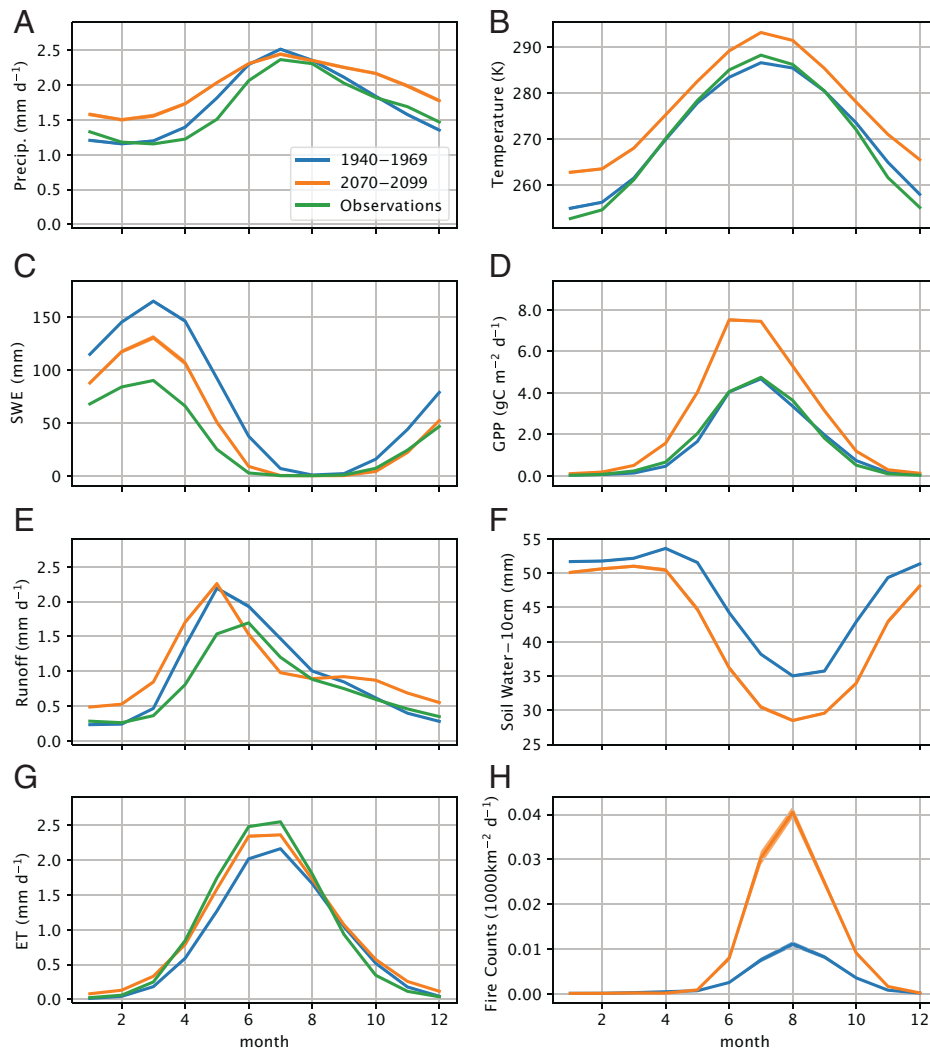 A
B
Precip. (mm d⁻¹)
2.5
2.0
1.5
1.0
0.5
0.0
1940−1969
2070−2099
Observations
Temperature (K)
290
280
270
260
C
D
SWE (mm)
150
100
50
0
GPP (gC m⁻² d⁻¹)
8.0
6.0
4.0
2.0
0.0
E
F
Runoff (mm d⁻¹)
2.5
2.0
1.5
1.0
0.5
0.0
Soil Water−10cm (mm)
55
50
45
40
35
30
25
G
H
ET (mm d⁻¹)
2.5
2.0
1.5
1.0
0.5
0.0
2 4 6 8 10 12
month
Fire Counts (1000km⁻² d⁻¹)
0.04
0.03
0.02
0.01
0.00
2 4 6 8 10 12
month